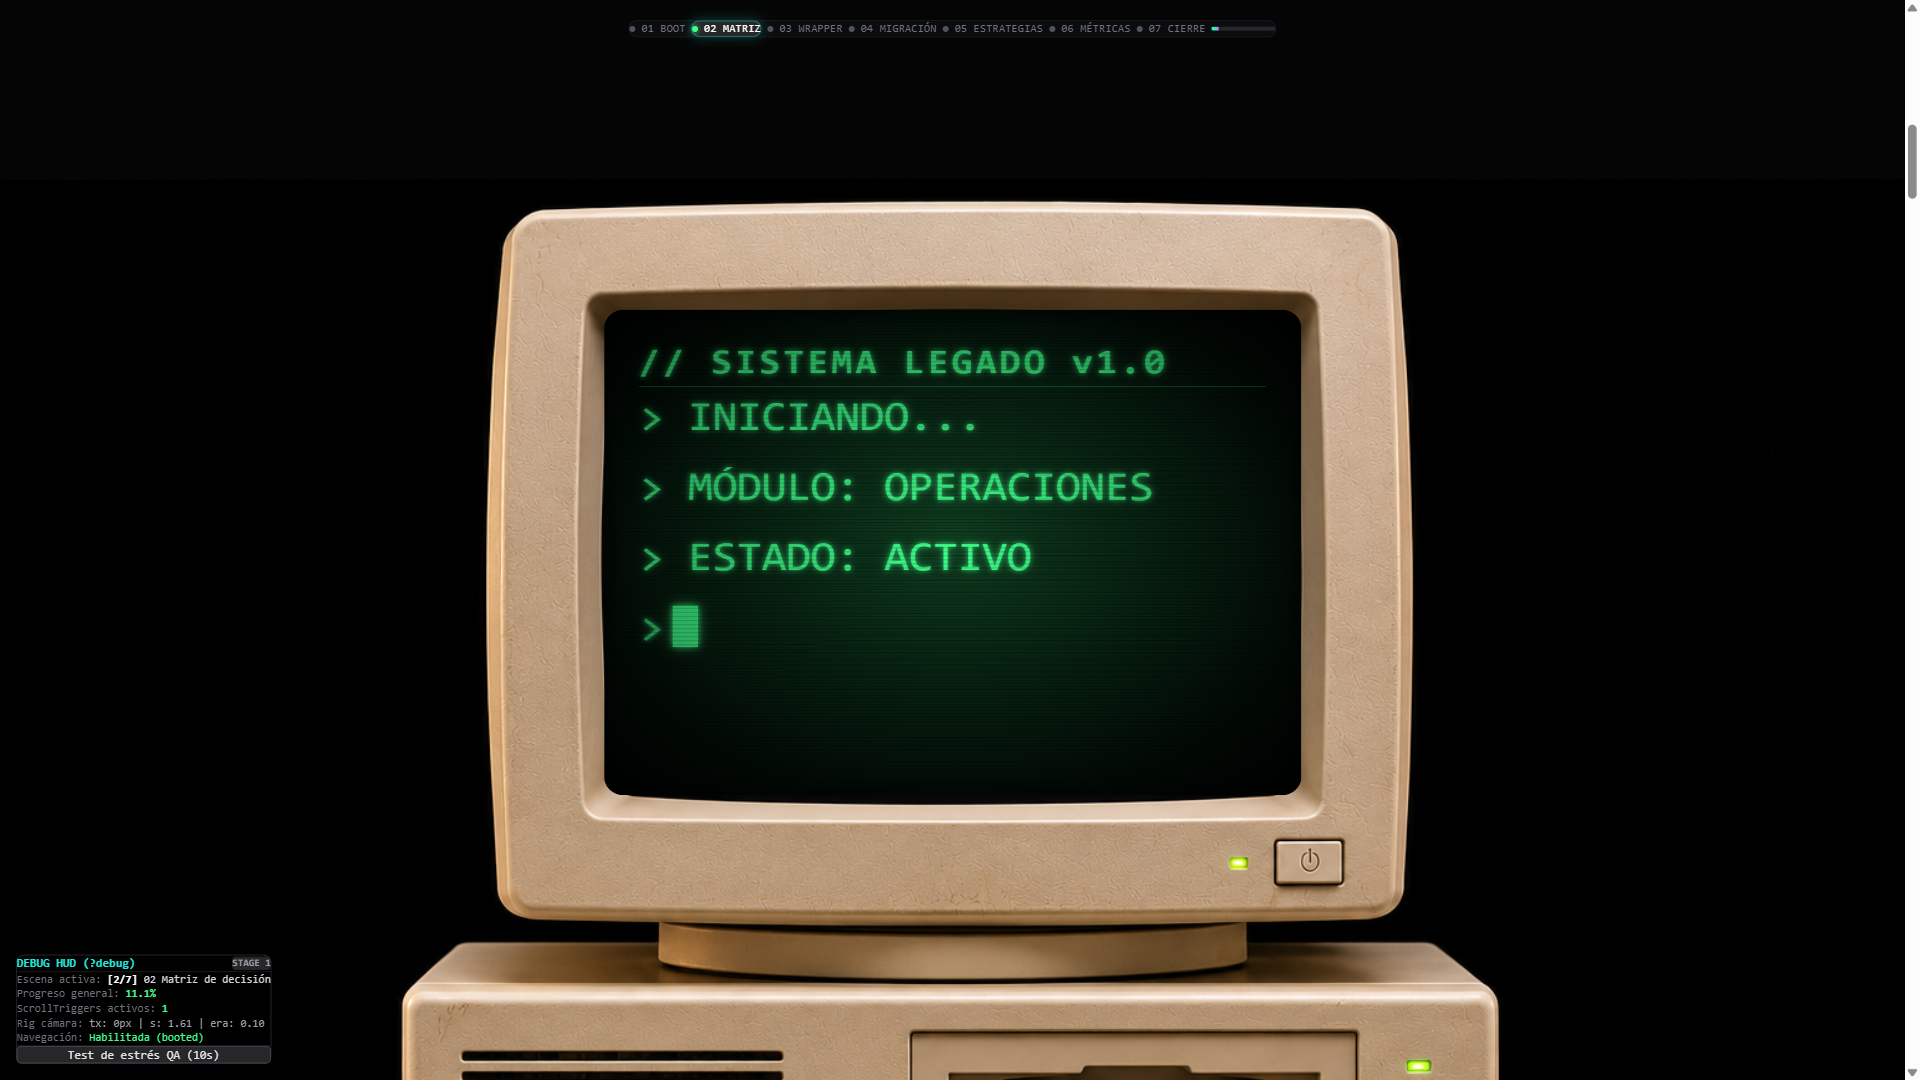 01 BOOT 02 MATRIZ 03 WRAPPER 04 MIGRACIÓN 05 ESTRATEGIAS 06 MÉTRICAS 07 CIERRE
// SISTEMA LEGADO v1.0
> INICIANDO...
> MÓDULO: OPERACIONES
> ESTADO: ACTIVO
>
DEBUG HUD (?debug) STAGE 1
Escena activa: [2/7] 02 Matriz de decisión
Progreso general: 11.1%
ScrollTriggers activos: 1
Rig cámara: tx: 0px | s: 1.61 | era: 0.10
Navegación: Habilitada (booted)
Test de estrés QA (10s)